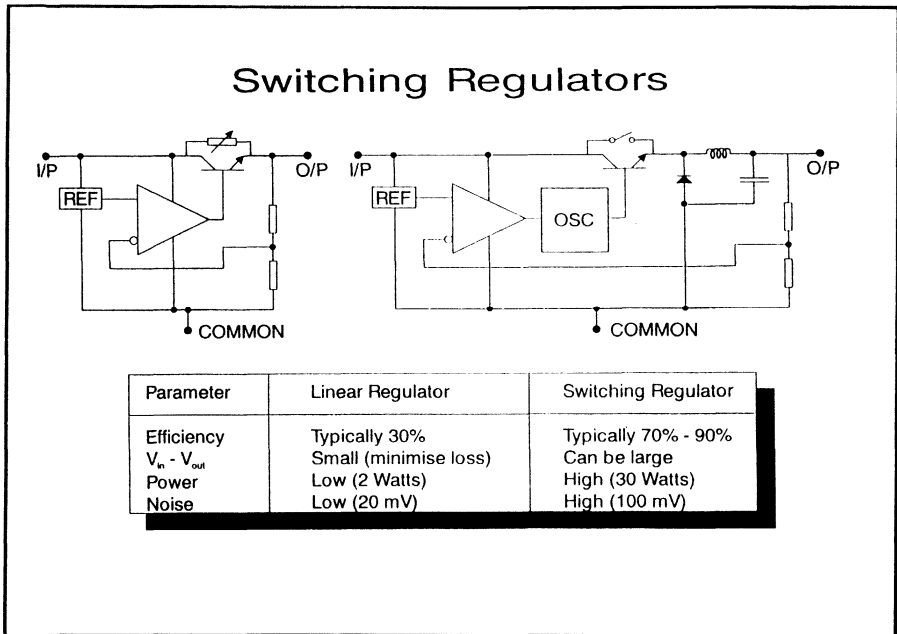 Switching Regulators
I/P
O/P
REF
COMMON
I/P
O/P
REF
OSC
COMMON
Parameter Linear Regulator Switching Regulator
Efficiency Typically 30% Typically 70% - 90%
Vin - Vout Small (minimise loss) Can be large
Power Low (2 Watts) High (30 Watts)
Noise Low (20 mV) High (100 mV)